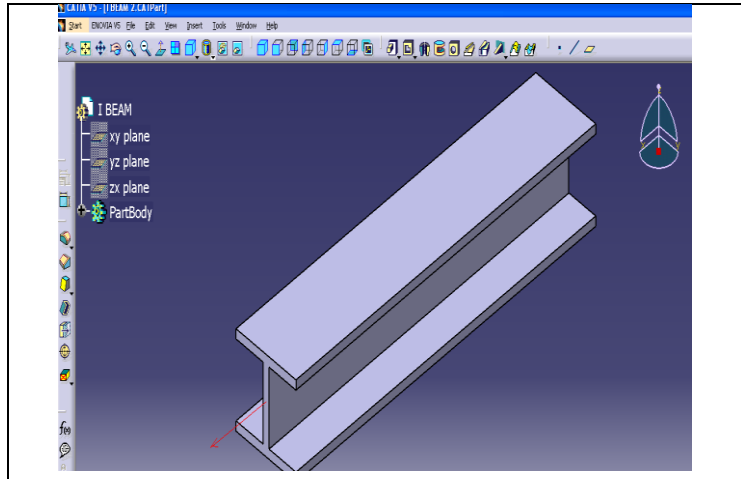 CATIA V5 - [I BEAM 2.CATPart]
Start ENOVIA V5 File Edit View Insert Tools Window Help
I BEAM
xy plane
yz plane
zx plane
PartBody